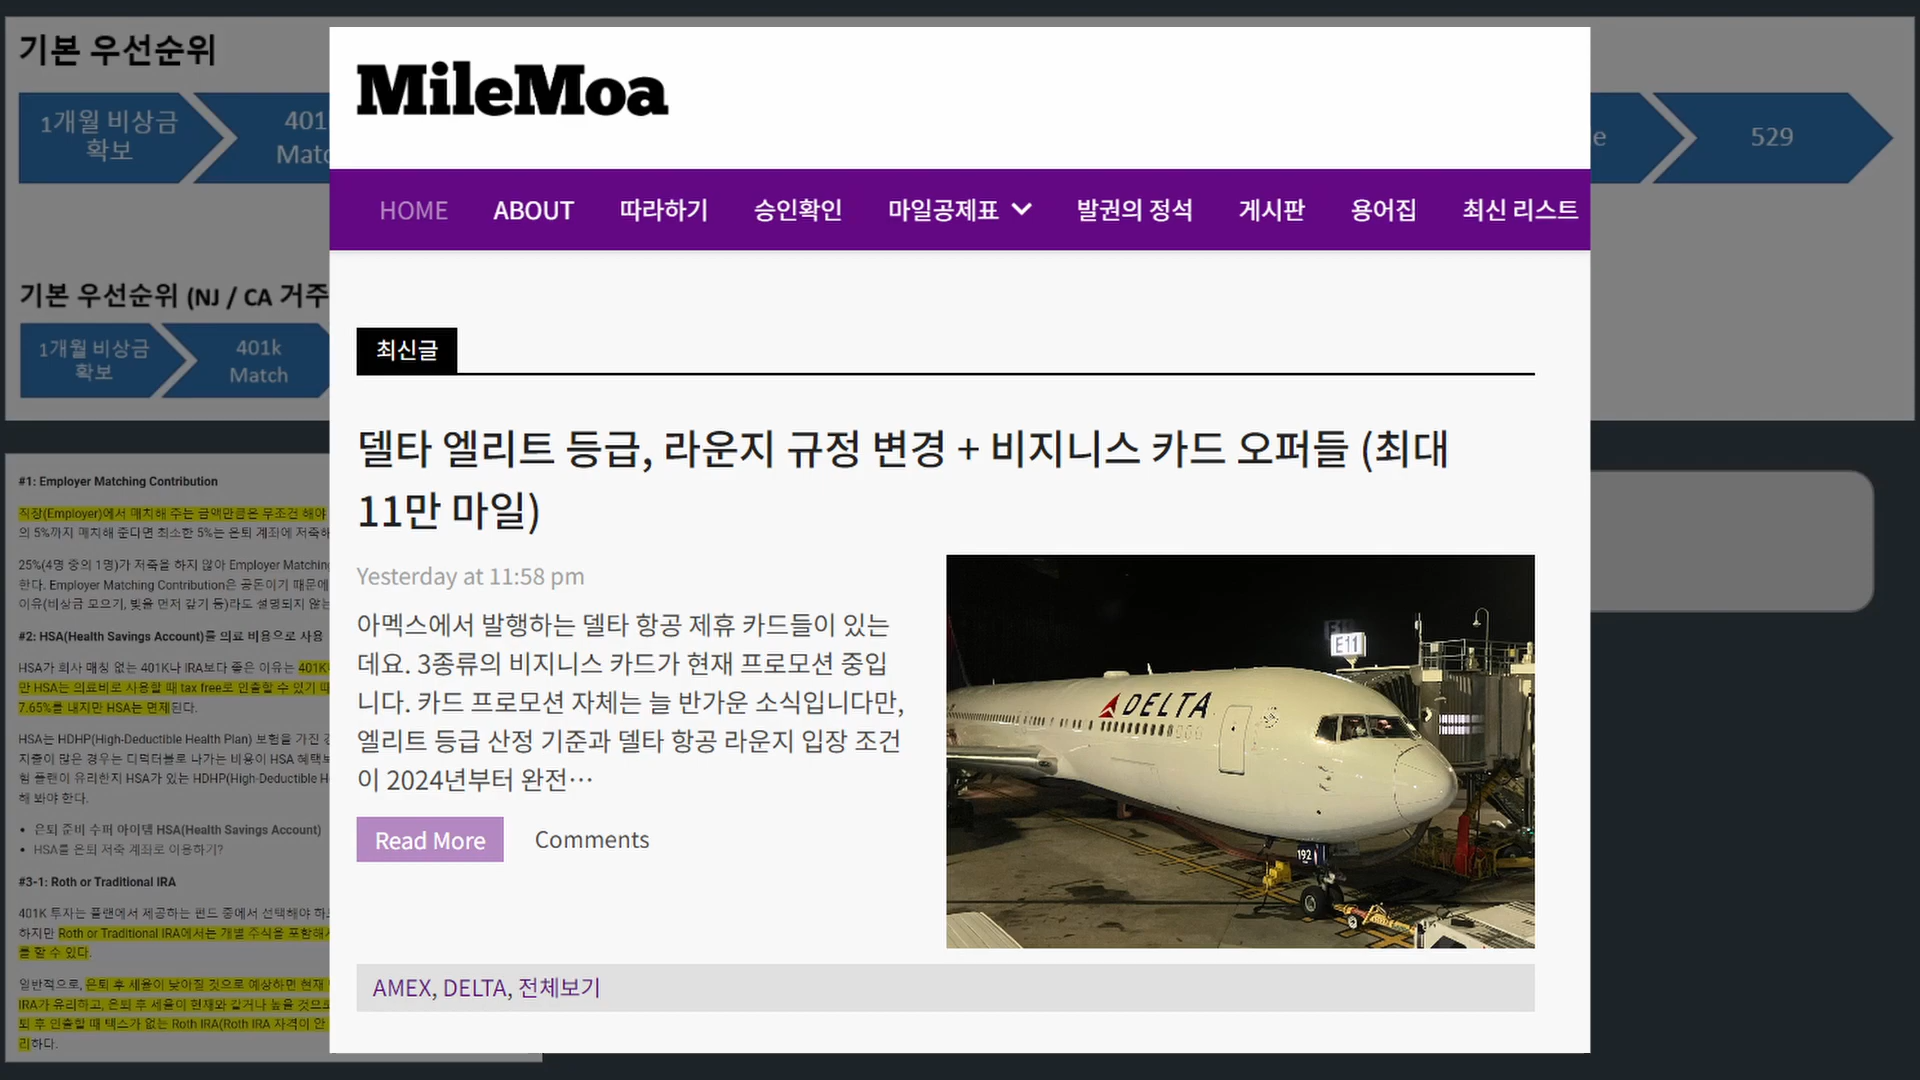 기본 우선순위
1개월 비상금
확보
401
Matc
e
529
기본 우선순위 (NJ / CA 거주
1개월 비상금
확보
401k
Match
MileMoa
HOME ABOUT 따라하기 승인확인 마일공제표 발권의 정석 게시판 용어집 최신 리스트
최신글
델타 엘리트 등급, 라운지 규정 변경 + 비지니스 카드 오퍼들 (최대
11만 마일)
Yesterday at 11:58 pm
아멕스에서 발행하는 델타 항공 제휴 카드들이 있는
데요. 3종류의 비지니스 카드가 현재 프로모션 중입
니다. 카드 프로모션 자체는 늘 반가운 소식입니다만,
엘리트 등급 산정 기준과 델타 항공 라운지 입장 조건
이 2024년부터 완전…
Read More Comments
E11
DELTA
192
AMEX, DELTA, 전체보기
#1: Employer Matching Contribution
직장(Employer)에서 매치해 주는 금액만큼은 무조건 해야
의 5%까지 매치해 준다면 최소한 5%는 은퇴 계좌에 저축해
25%(4명 중의 1명)가 저축을 하지 않아 Employer Matching
한다. Employer Matching Contribution은 공돈이기 때문에
이유(비상금 모으기, 빚을 먼저 갚기 등)라도 설명되지 않는
#2: HSA(Health Savings Account)를 의료 비용으로 사용
HSA가 회사 매칭 없는 401K나 IRA보다 좋은 이유는 401K
만 HSA는 의료비로 사용할 때 tax free로 인출할 수 있기 때
7.65%를 내지만 HSA는 면제된다.
HSA는 HDHP(High-Deductible Health Plan) 보험을 가진
지출이 많은 경우는 디덕터블로 나가는 비용이 HSA 혜택보
험 플랜이 유리한지 HSA가 있는 HDHP(High-Deductible H
해 봐야 한다.
• 은퇴 준비 수퍼 아이템 HSA(Health Savings Account)
• HSA를 은퇴 저축 계좌로 이용하기?
#3-1: Roth or Traditional IRA
401K 투자는 플랜에서 제공하는 펀드 중에서 선택해야 하
하지만 Roth or Traditional IRA에서는 개별 주식을 포함해서
를 할 수 있다.
일반적으로, 은퇴 후 세율이 낮아질 것으로 예상하면 현재
IRA가 유리하고, 은퇴 후 세율이 현재와 같거나 높을 것으로
퇴 후 인출할 때 택스가 없는 Roth IRA(Roth IRA 자격이 안
리하다.